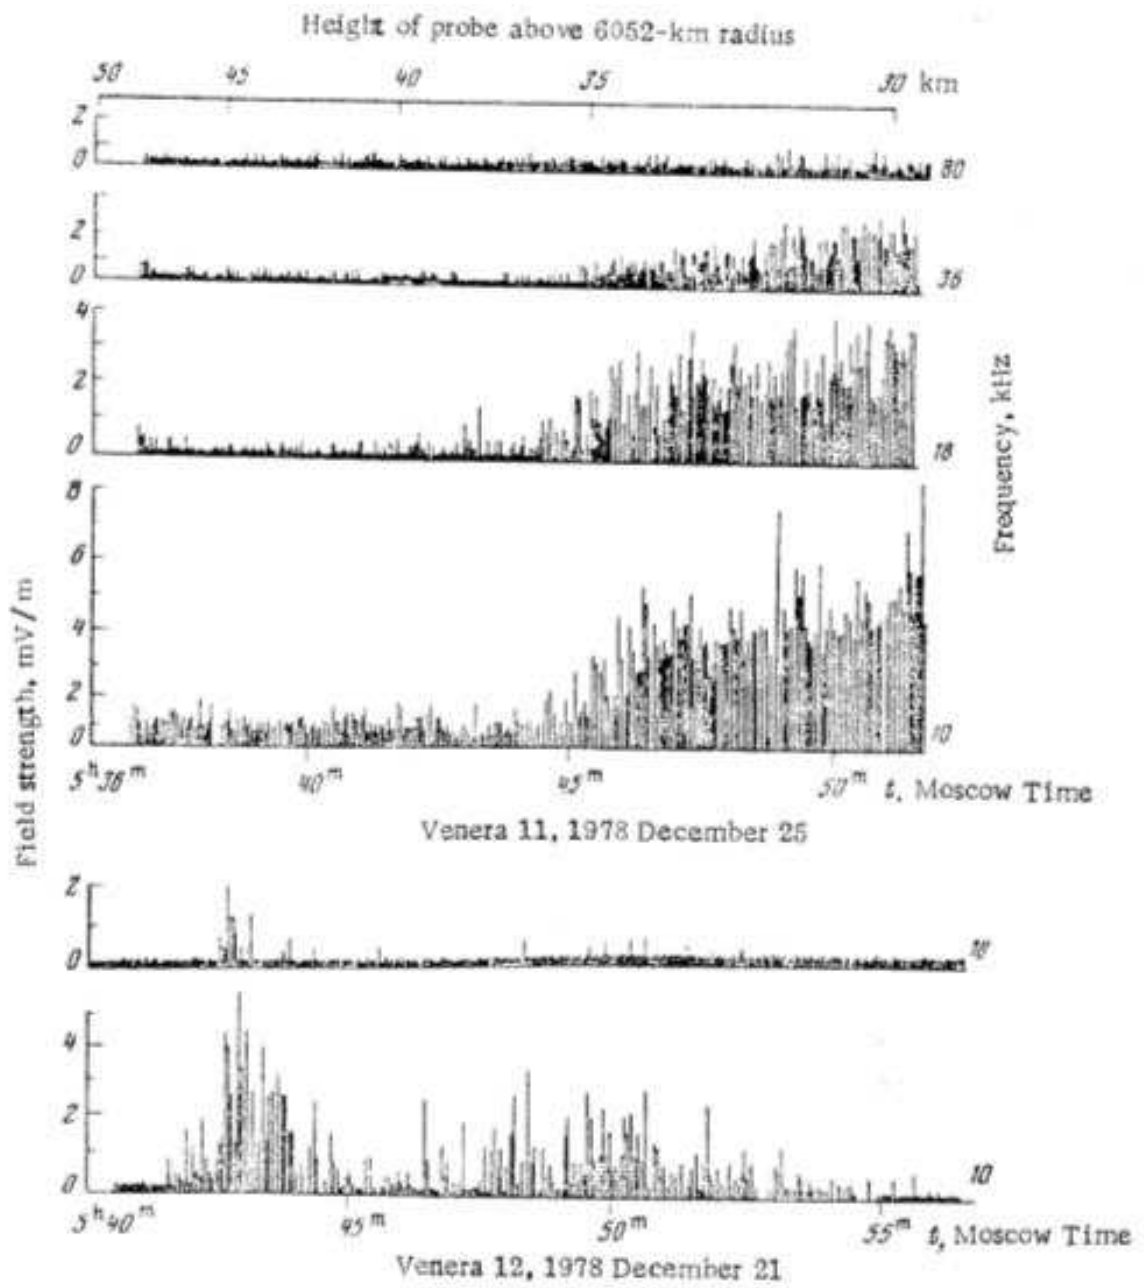 Height of probe above 6052-km radius
50 45 40 35 30 km
2
0
80
2
0
36
4
2
0
18
8
6
4
2
0
10
Field strength, mV/m
Frequency, kHz
5ʰ36ᵐ 40ᵐ 45ᵐ 50ᵐ t, Moscow Time
Venera 11, 1978 December 25
2
0
4
2
0
10
5ʰ40ᵐ 45ᵐ 50ᵐ 55ᵐ t, Moscow Time
Venera 12, 1978 December 21